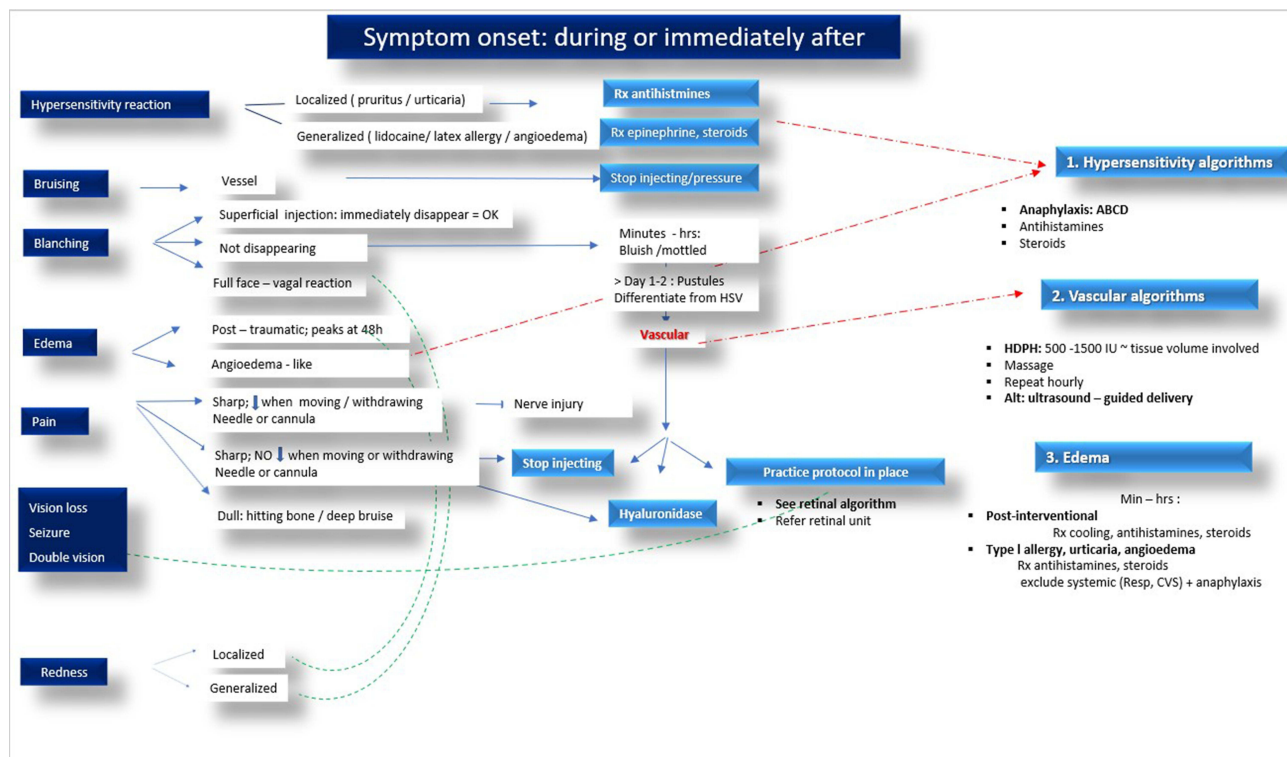 Symptom onset: during or immediately after
Hypersensitivity reaction
Localized ( pruritus / urticaria)
Rx antihistmines
Generalized ( lidocaine/ latex allergy / angioedema)
Rx epinephrine, steroids
Bruising
Vessel
Stop injecting/pressure
Blanching
Superficial injection: immediately disappear = OK
Not disappearing
Full face – vagal reaction
Minutes - hrs:
Bluish /mottled
> Day 1-2 : Pustules
Differentiate from HSV
Vascular
Edema
Post – traumatic; peaks at 48h
Angioedema - like
Pain
Sharp; when moving / withdrawing
Needle or cannula
Nerve injury
Sharp; NO when moving or withdrawing
Needle or cannula
Stop injecting
Dull: hitting bone / deep bruise
Hyaluronidase
Practice protocol in place
▪ See retinal algorithm
▪ Refer retinal unit
Vision loss
Seizure
Double vision
Redness
Localized
Generalized
1. Hypersensitivity algorithms
▪ Anaphylaxis: ABCD
▪ Antihistamines
▪ Steroids
2. Vascular algorithms
▪ HDPH: 500 -1500 IU ~ tissue volume involved
▪ Massage
▪ Repeat hourly
▪ Alt: ultrasound – guided delivery
3. Edema
Min – hrs :
▪ Post-interventional
Rx cooling, antihistamines, steroids
▪ Type I allergy, urticaria, angioedema
Rx antihistamines, steroids
exclude systemic (Resp, CVS) + anaphylaxis